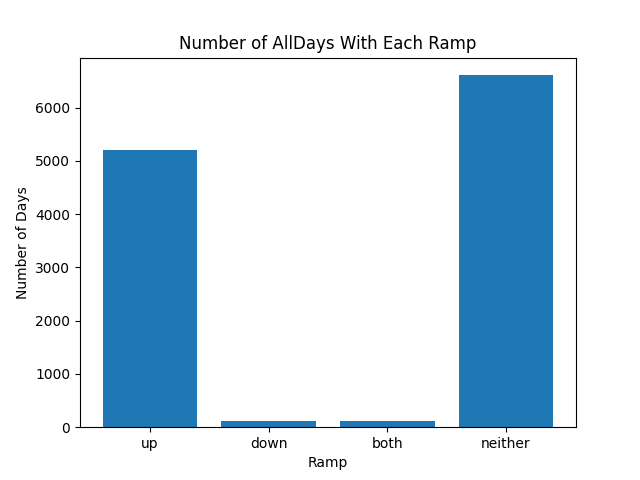 Number of AllDays With Each Ramp
6000
5000
4000
3000
2000
1000
0
Number of Days
up down both neither
Ramp